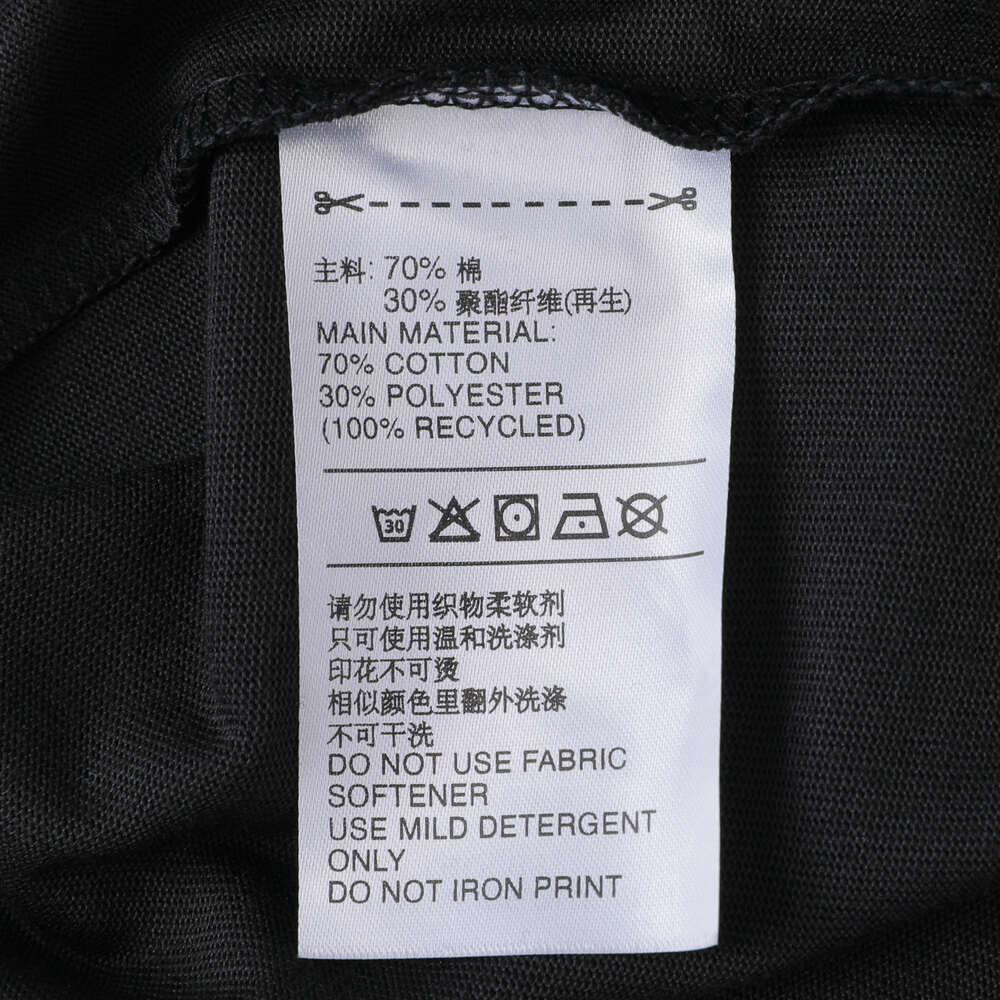 主料: 70% 棉
30% 聚酯纤维(再生)
MAIN MATERIAL:
70% COTTON
30% POLYESTER
(100% RECYCLED)
30
请勿使用织物柔软剂
只可使用温和洗涤剂
印花不可烫
相似颜色里翻外洗涤
不可干洗
DO NOT USE FABRIC
SOFTENER
USE MILD DETERGENT
ONLY
DO NOT IRON PRINT